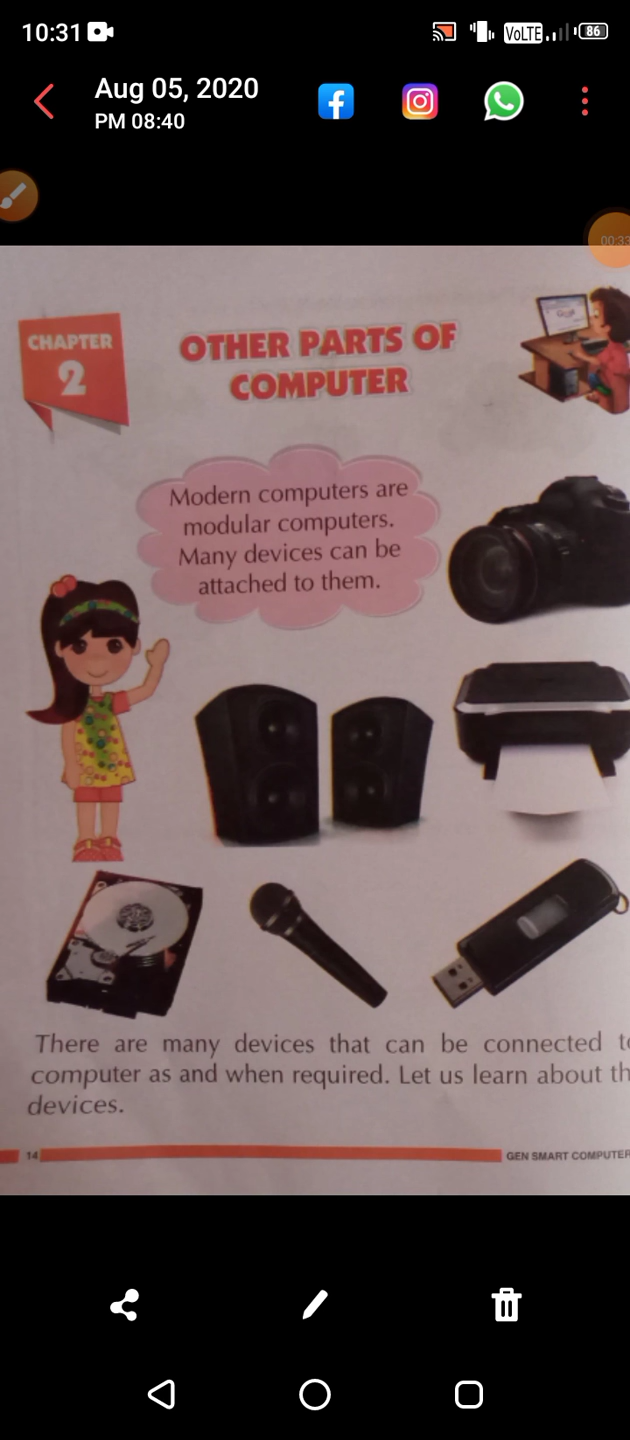 10:31
VoLTE
86
Aug 05, 2020
PM 08:40
CHAPTER
2
OTHER PARTS OF
COMPUTER
Modern computers are
modular computers.
Many devices can be
attached to them.
There are many devices that can be connected
computer as and when required. Let us learn about
devices.
14
GEN SMART COMPUTER